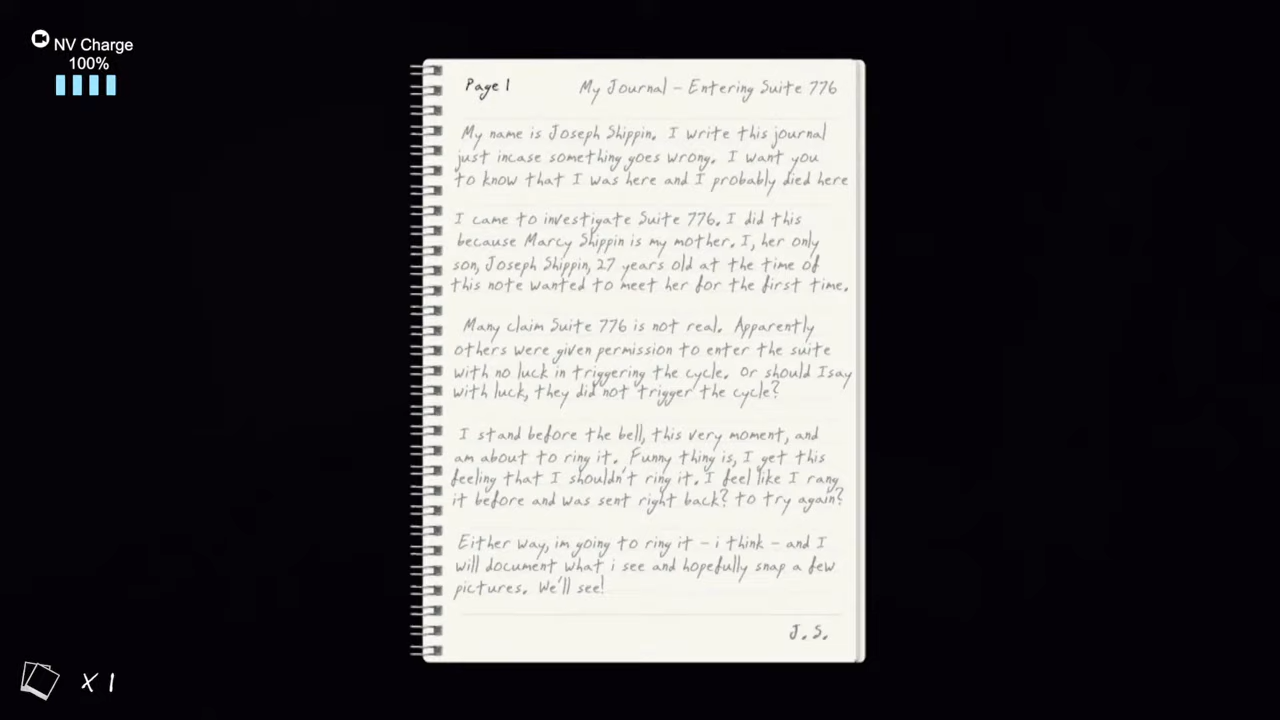 NV Charge
100%
Page 1
My Journal - Entering Suite 776
My name is Joseph Shippin. I write this journal
just incase something goes wrong. I want you
to know that I was here and I probably died here
I came to investigate Suite 776. I did this
because Marcy Shippin is my mother. I, her only
son, Joseph Shippin, 27 years old at the time of
this note wanted to meet her for the first time.
Many claim Suite 776 is not real. Apparently
others were given permission to enter the suite
with no luck in triggering the cycle. Or should I say
with luck, they did not trigger the cycle?
I stand before the bell, this very moment, and
am about to ring it. Funny thing is, I get this
feeling that I shouldn't ring it. I feel like I rang
it before and was sent right back? to try again?
Either way, im going to ring it - i think - and I
will document what i see and hopefully snap a few
pictures. We'll see!
J. S.
X 1